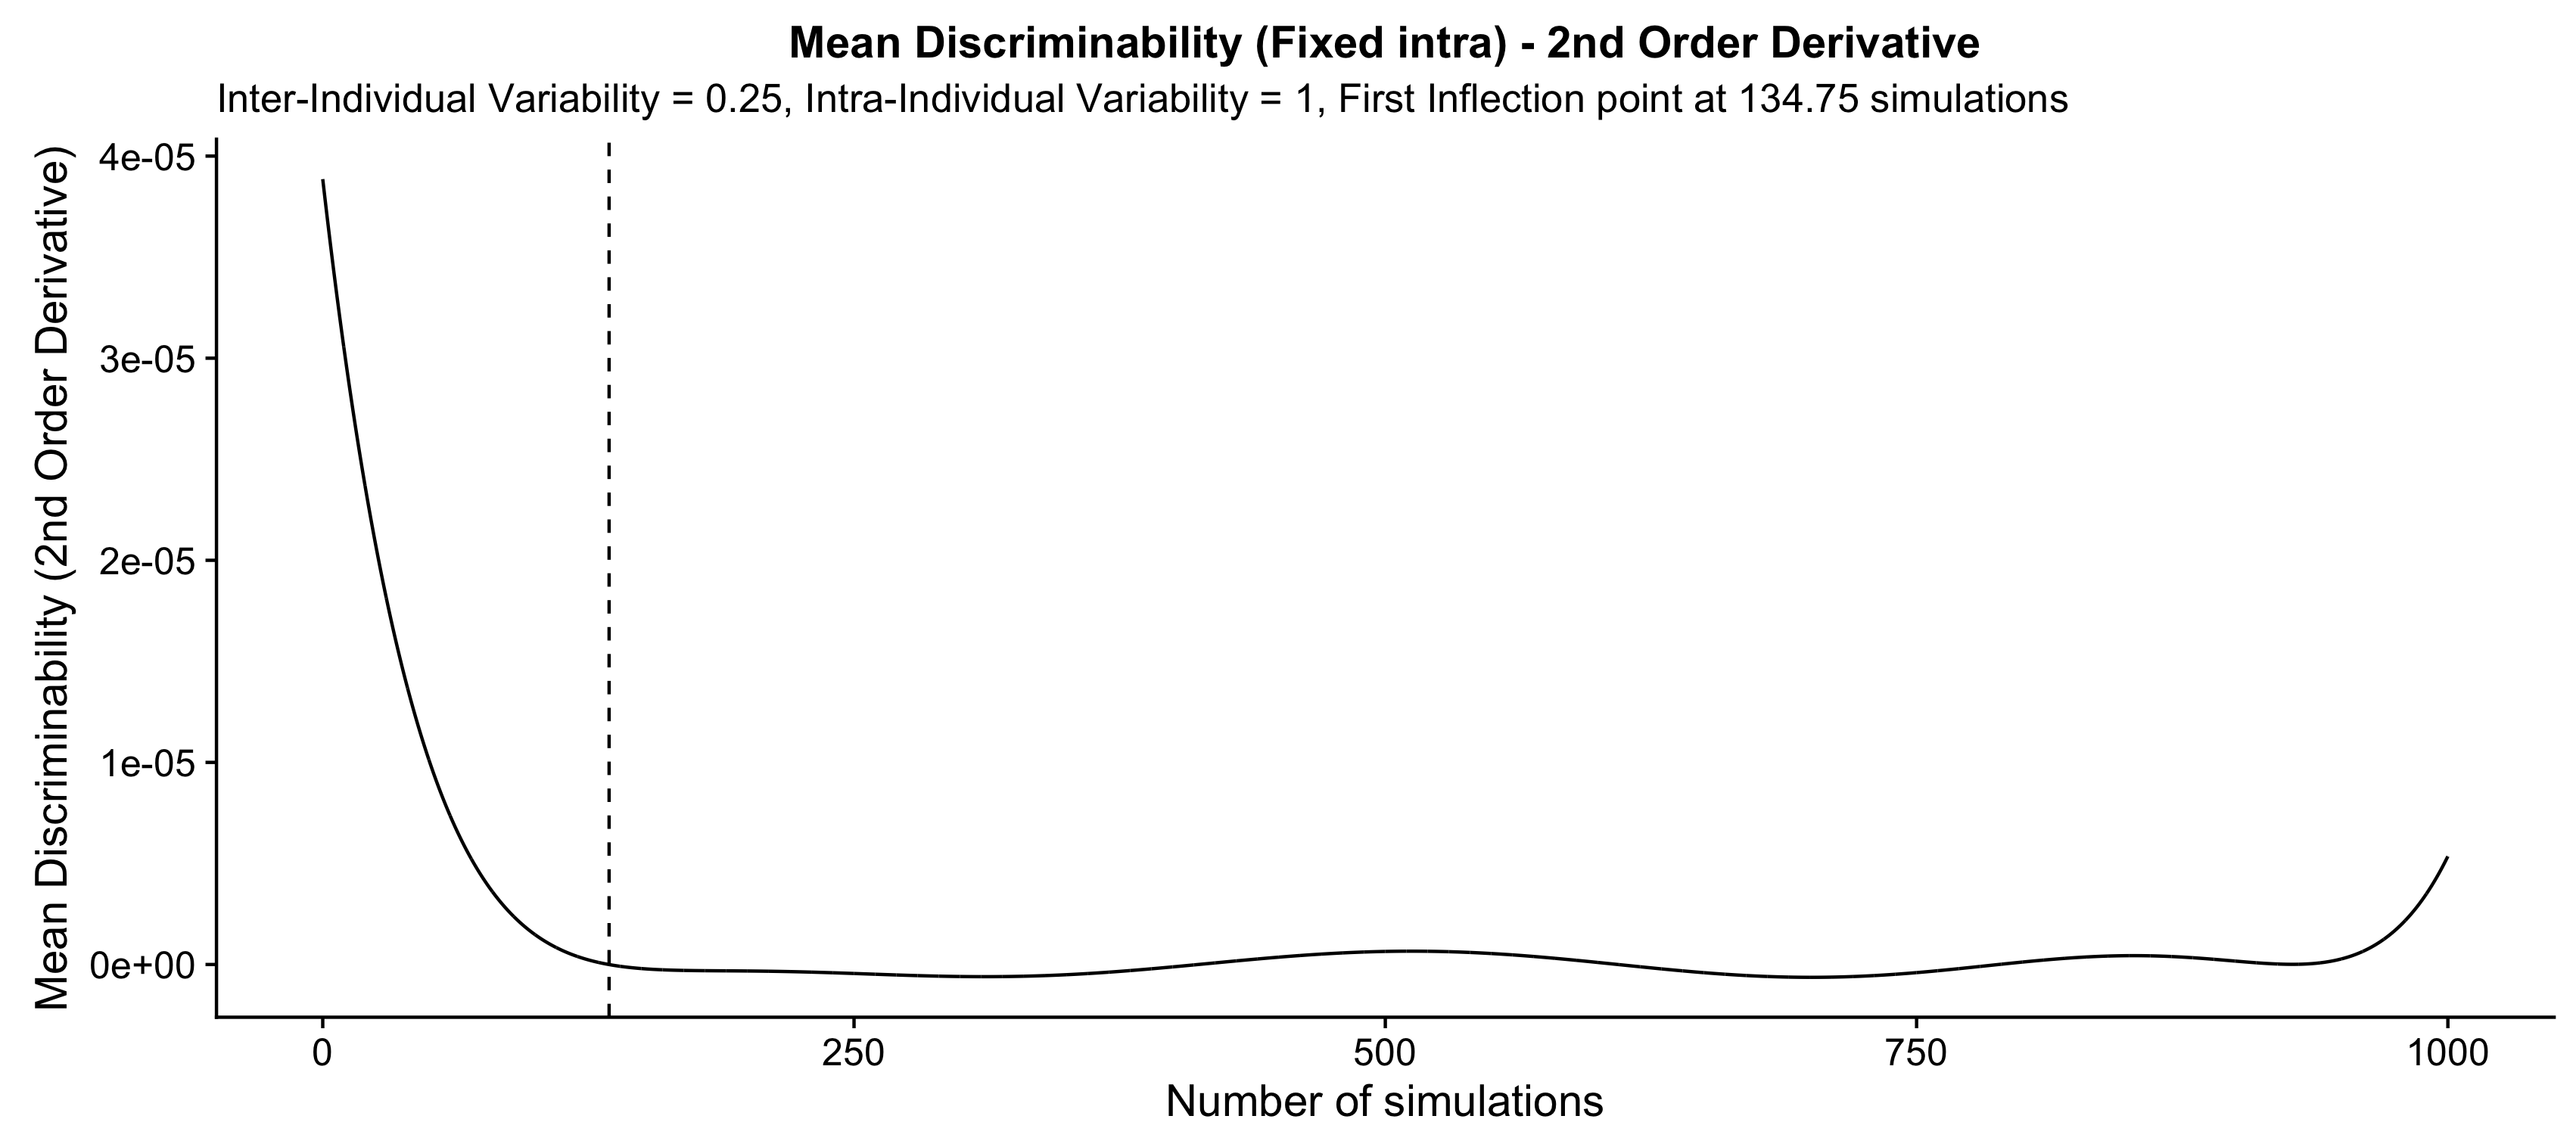 Mean Discriminability (Fixed intra) - 2nd Order Derivative
Inter-Individual Variability = 0.25, Intra-Individual Variability = 1, First Inflection point at 134.75 simulations
Mean Discriminability (2nd Order Derivative)
4e-05
3e-05
2e-05
1e-05
0e+00
0
250
500
750
1000
Number of simulations